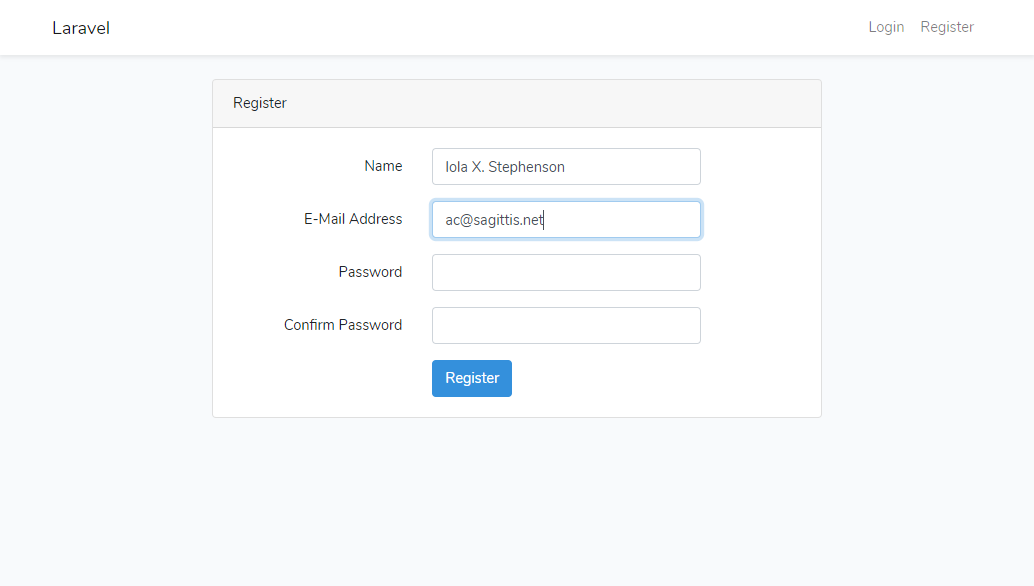 Laravel Login Register
Register
Name Iola X. Stephenson
E-Mail Address ac@sagittis.net
Password
Confirm Password
Register